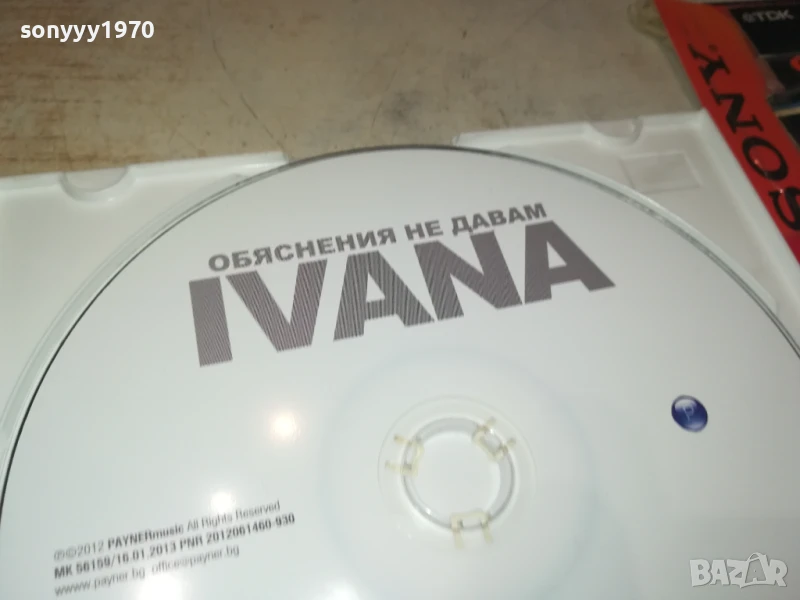 sonyyy1970
TDK
SONY
ОБЯСНЕНИЯ НЕ ДАВАМ
IVANA
P
℗©2012 PAYNERmusic All Rights Reserved
MK 56159/16.01.2013 PNR 2012061460-930
www.payner.bg office@payner.bg
BAZAR